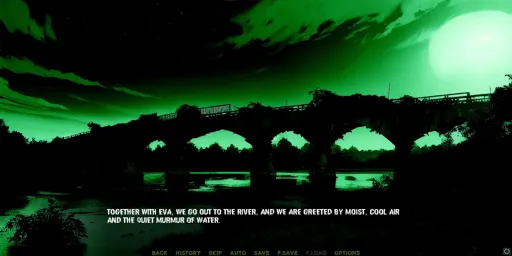 TOGETHER WITH EVA, WE GO OUT TO THE RIVER, AND WE ARE GREETED BY MOIST, COOL AIR
AND THE QUIET MURMUR OF WATER.
BACK HISTORY SKIP AUTO SAVE F.SAVE F.LOAD OPTIONS